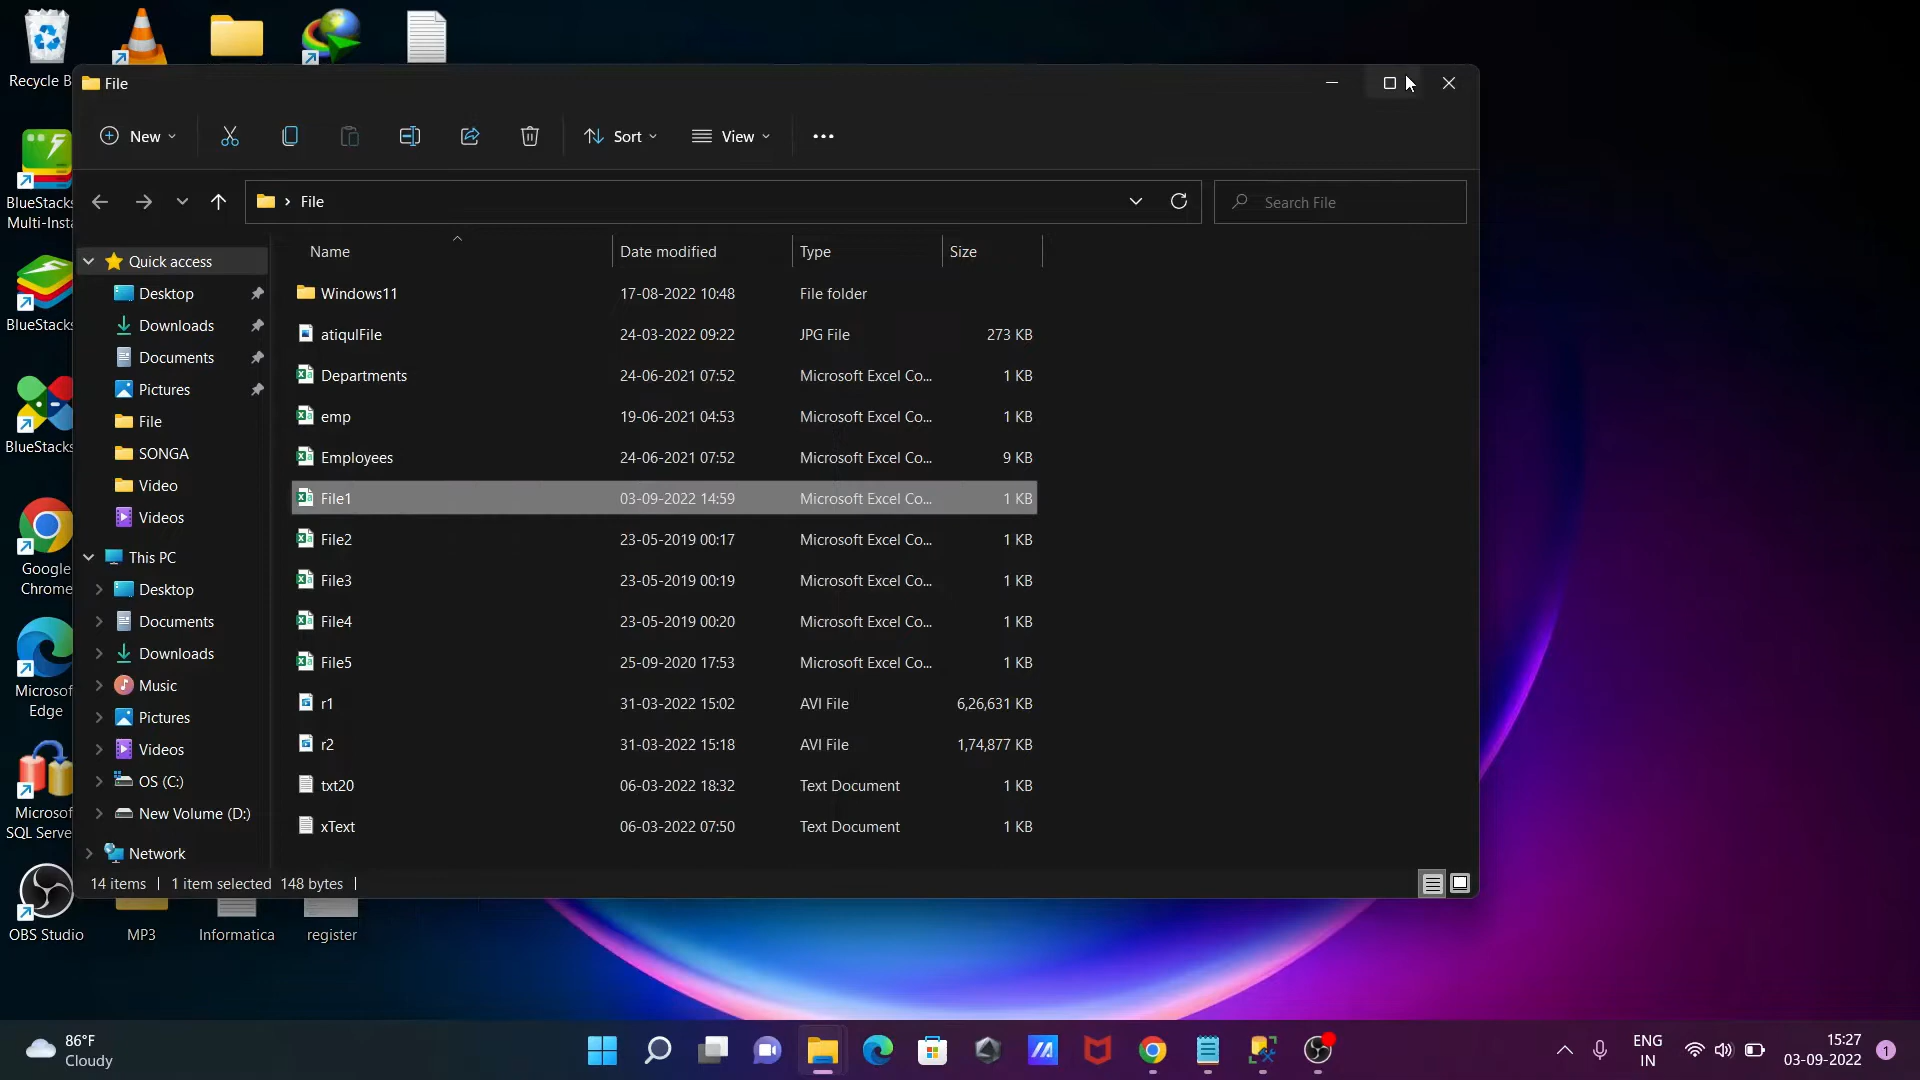 Recycle B
File
New
Sort
View
File
Search File
Name
Date modified
Type
Size
Quick access
Desktop
Downloads
Documents
Pictures
File
SONGA
Video
Videos
This PC
Desktop
Documents
Downloads
Music
Pictures
Videos
OS (C:)
New Volume (D:)
Network
Windows11 17-08-2022 10:48 File folder
atiqulFile 24-03-2022 09:22 JPG File 273 KB
Departments 24-06-2021 07:52 Microsoft Excel Co... 1 KB
emp 19-06-2021 04:53 Microsoft Excel Co... 1 KB
Employees 24-06-2021 07:52 Microsoft Excel Co... 9 KB
File1 03-09-2022 14:59 Microsoft Excel Co... 1 KB
File2 23-05-2019 00:17 Microsoft Excel Co... 1 KB
File3 23-05-2019 00:19 Microsoft Excel Co... 1 KB
File4 23-05-2019 00:20 Microsoft Excel Co... 1 KB
File5 25-09-2020 17:53 Microsoft Excel Co... 1 KB
r1 31-03-2022 15:02 AVI File 6,26,631 KB
r2 31-03-2022 15:18 AVI File 1,74,877 KB
txt20 06-03-2022 18:32 Text Document 1 KB
xText 06-03-2022 07:50 Text Document 1 KB
14 items 1 item selected 148 bytes
BlueStacks
Multi-Insta
BlueStacks
BlueStacks
Google
Chrome
Microsof
Edge
Microsof
SQL Serve
OBS Studio
MP3
Informatica
register
86°F
Cloudy
ENG
IN
15:27
03-09-2022
1